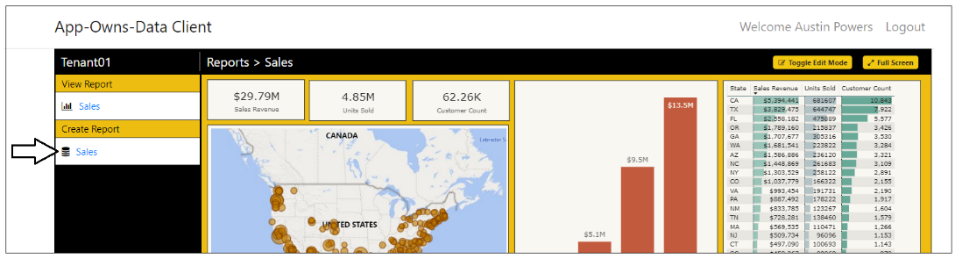 App-Owns-Data Client
Welcome Austin Powers Logout
Tenant01
Reports > Sales
Toggle Edit Mode
Full Screen
View Report
Sales
Create Report
Sales
$29.79M
Sales Revenue
4.85M
Units Sold
62.26K
Customer Count
CANADA
UNITED STATES
$5.1M
$9.5M
$13.5M
State Sales Revenue Units Sold Customer Count
CA $5,394,441 681607 10,843
TX $3,829,475 644747 7,922
FL $2,558,182 475889 5,577
OR $1,789,160 215837 3,426
GA $1,707,677 305316 3,530
WA $1,681,541 223822 3,284
AZ $1,586,886 236120 3,321
NC $1,448,869 261683 3,109
NY $1,303,529 258122 2,891
CO $1,037,779 166322 2,155
VA $993,454 191731 2,190
PA $887,492 178222 1,917
NM $833,785 123267 1,604
TN $728,281 138460 1,579
MA $569,535 110471 1,266
NJ $509,734 96096 1,153
CT $497,090 100693 1,143